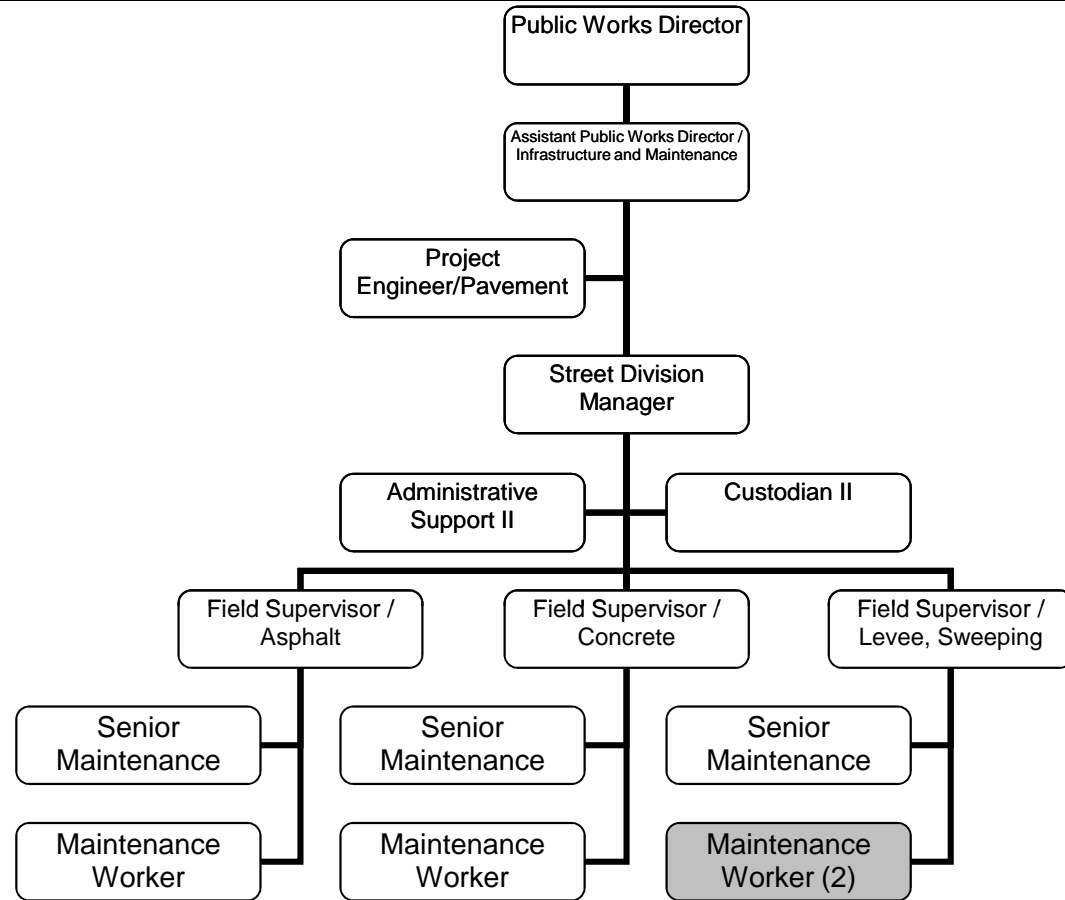 Public Works Director
Assistant Public Works Director /
Infrastructure and Maintenance
Project
Engineer/Pavement
Street Division
Manager
Administrative
Support II
Custodian II
Field Supervisor /
Asphalt
Field Supervisor /
Concrete
Field Supervisor /
Levee, Sweeping
Senior
Maintenance
Senior
Maintenance
Senior
Maintenance
Maintenance
Worker
Maintenance
Worker
Maintenance
Worker (2)